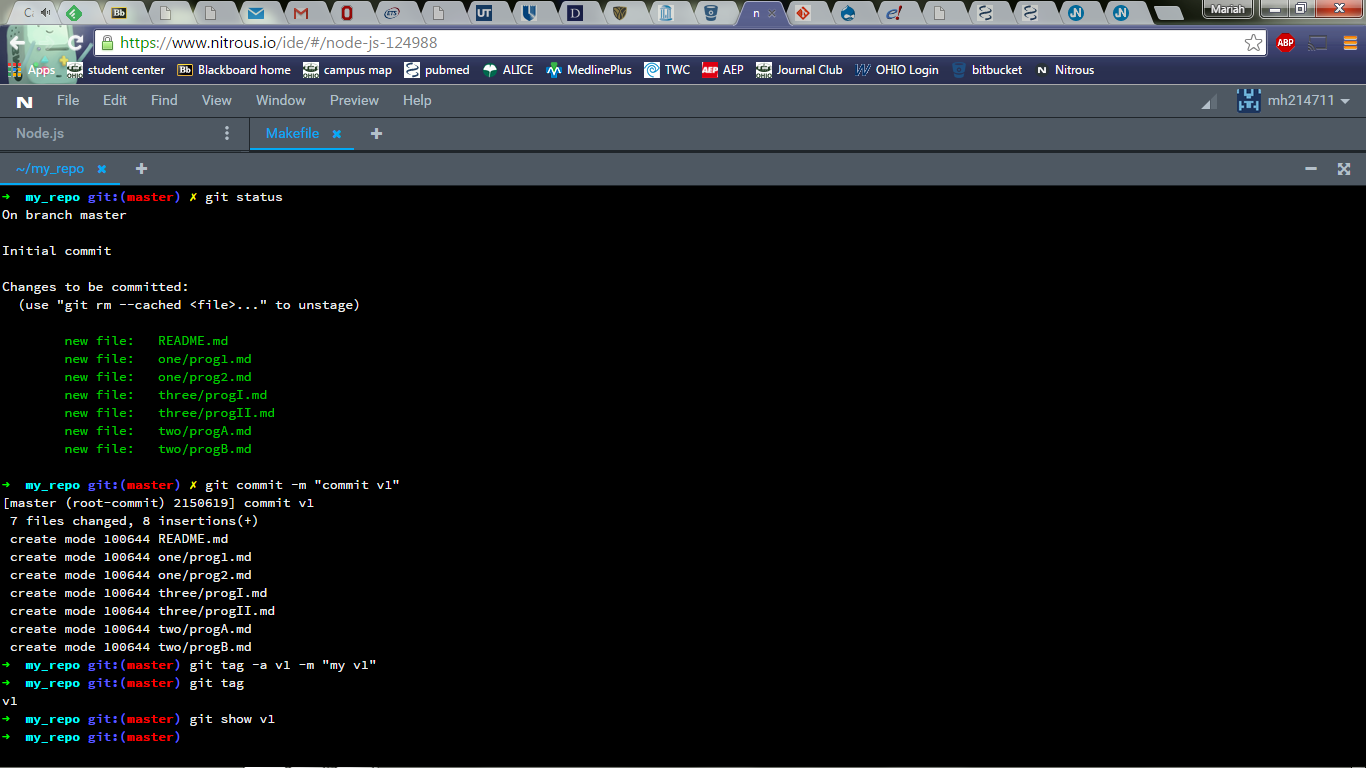 Bb
UT
D
n
e!
Mariah
https://www.nitrous.io/ide/#/node-js-124988
ABP
Apps student center Bb Blackboard home campus map pubmed ALICE MedlinePlus TWC AEP AEP Journal Club OHIO Login bitbucket N Nitrous
N File Edit Find View Window Preview Help mh214711
Node.js Makefile × +
~/my_repo × +
→ my_repo git:(master) ✗ git status
On branch master
Initial commit
Changes to be committed:
(use "git rm --cached <file>..." to unstage)
new file: README.md
new file: one/prog1.md
new file: one/prog2.md
new file: three/progI.md
new file: three/progII.md
new file: two/progA.md
new file: two/progB.md
→ my_repo git:(master) ✗ git commit -m "commit v1"
[master (root-commit) 2150619] commit v1
7 files changed, 8 insertions(+)
create mode 100644 README.md
create mode 100644 one/prog1.md
create mode 100644 one/prog2.md
create mode 100644 three/progI.md
create mode 100644 three/progII.md
create mode 100644 two/progA.md
create mode 100644 two/progB.md
→ my_repo git:(master) git tag -a v1 -m "my v1"
→ my_repo git:(master) git tag
v1
→ my_repo git:(master) git show v1
→ my_repo git:(master)